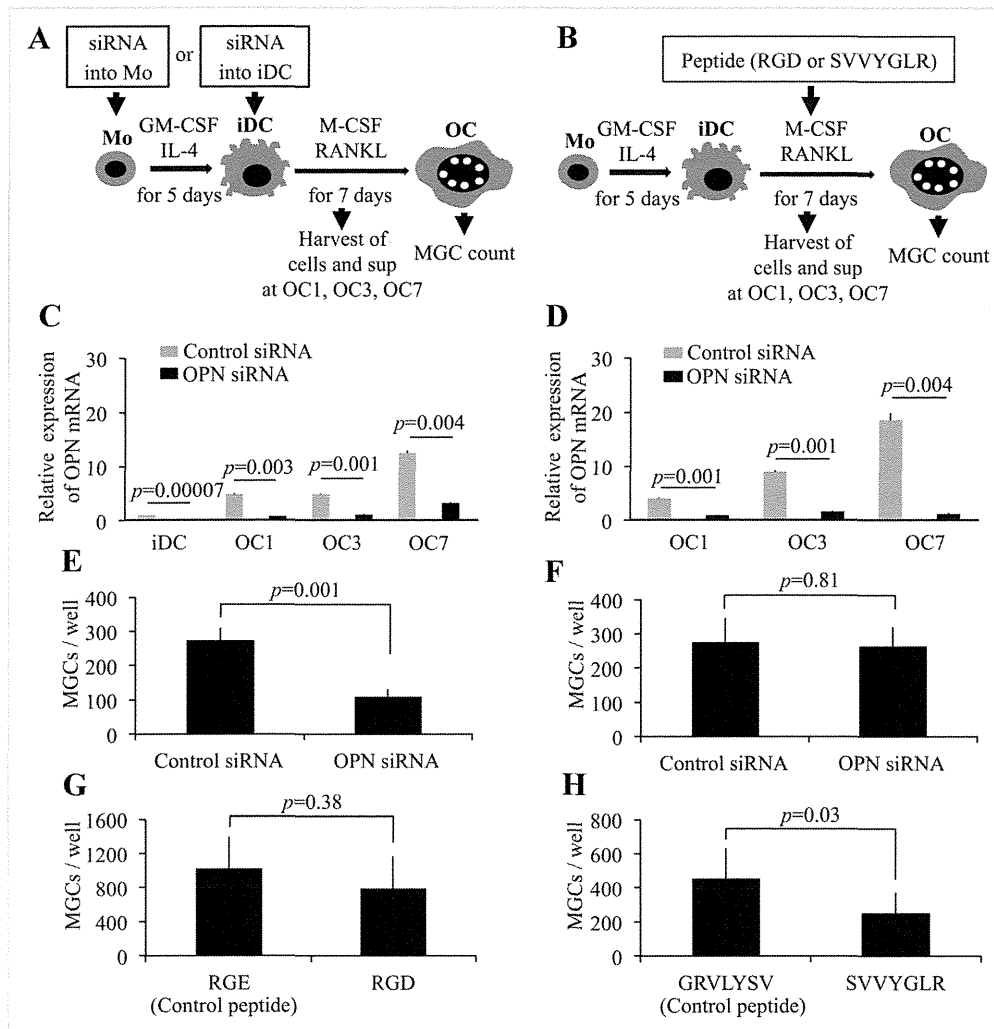 A
siRNA
into Mo
or
siRNA
into iDC
Mo
GM-CSF
IL-4
for 5 days
iDC
M-CSF
RANKL
for 7 days
OC
Harvest of
cells and sup
at OC1, OC3, OC7
MGC count
B
Peptide (RGD or SVVYGLR)
Mo
GM-CSF
IL-4
for 5 days
iDC
M-CSF
RANKL
for 7 days
OC
Harvest of
cells and sup
at OC1, OC3, OC7
MGC count
C
Relative expression
of OPN mRNA
Control siRNA
OPN siRNA
30
20
10
0
p=0.00007
p=0.003
p=0.001
p=0.004
iDC OC1 OC3 OC7
D
Relative expression
of OPN mRNA
Control siRNA
OPN siRNA
30
20
10
0
p=0.001
p=0.001
p=0.004
OC1 OC3 OC7
E
MGCs / well
400
300
200
100
0
p=0.001
Control siRNA OPN siRNA
F
MGCs / well
400
300
200
100
0
p=0.81
Control siRNA OPN siRNA
G
MGCs / well
1600
1200
800
400
0
p=0.38
RGE RGD
(Control peptide)
H
MGCs / well
800
600
400
200
0
p=0.03
GRVLYSV SVVYGLR
(Control peptide)